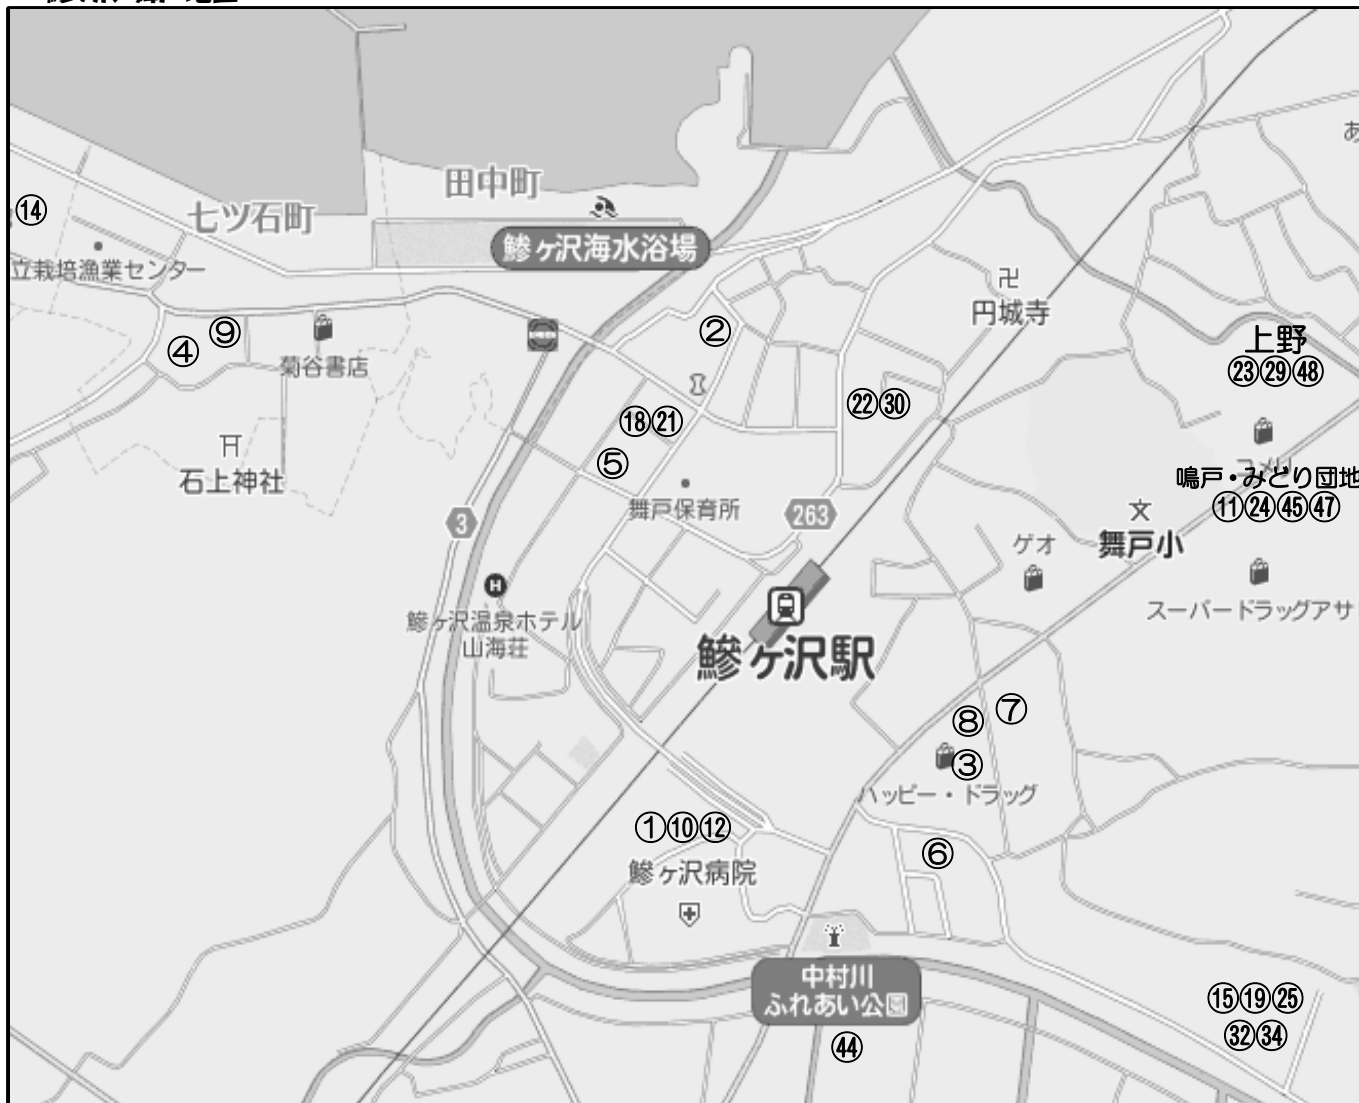 田中町
七ツ石町
⑭
鰺ヶ沢海水浴場
立栽培漁業センター
円城寺
②
⑨
④
菊谷書店
上野
㉓㉙㊽
㉒㉚
⑱㉑
⑤
石上神社
コメリ
鳴戸・みどり団地
⑪㉔㊺㊼
舞戸保育所
263
3
ゲオ
舞戸小
H
鰺ヶ沢温泉ホテル
山海荘
スーパードラッグアサ
鰺ヶ沢駅
⑦
⑧
③
ハッピー・ドラッグ
①⑩⑫
⑥
鰺ヶ沢病院
中村川
ふれあい公園
⑮⑲㉕
㉜㉞
㊹